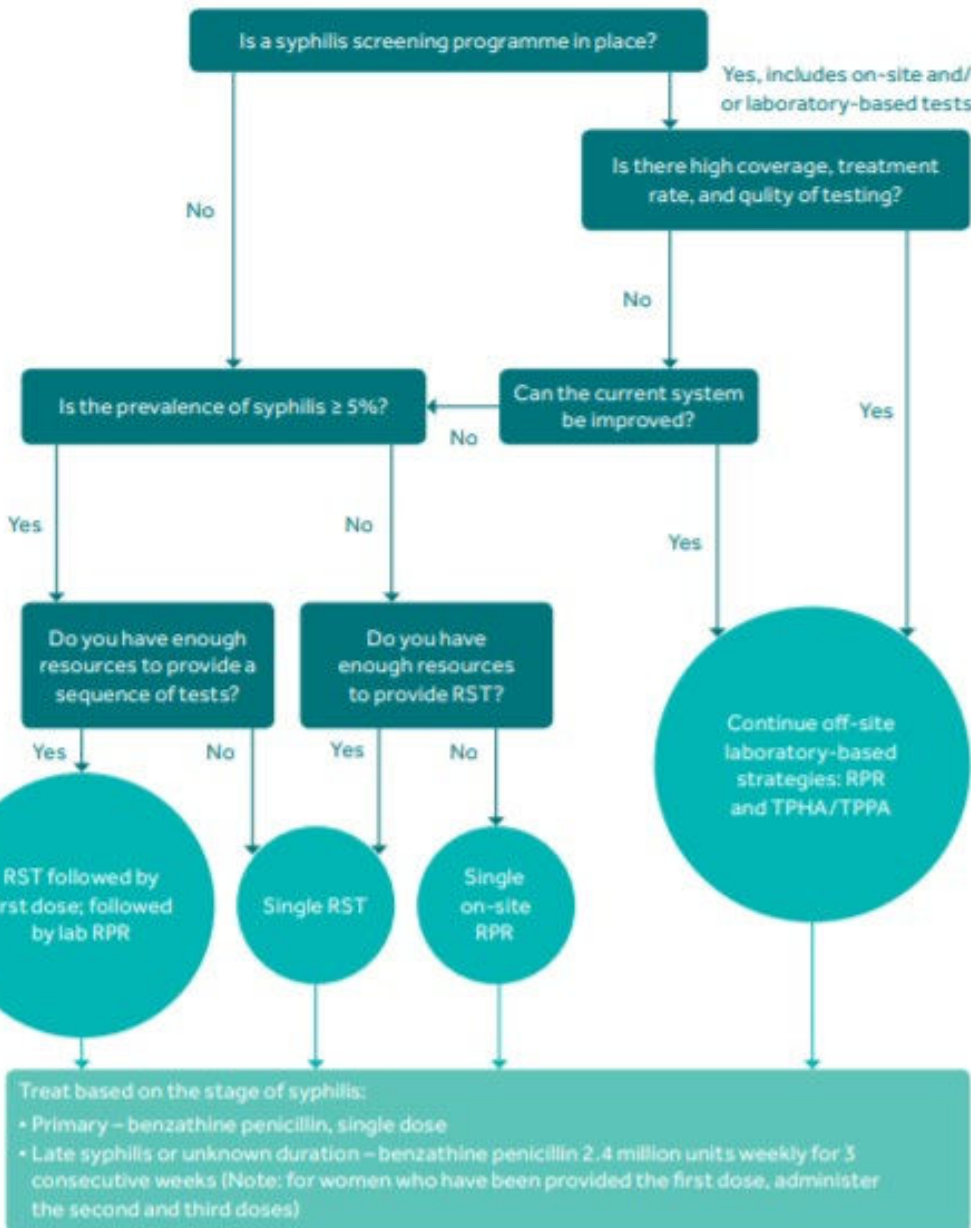 Is a syphilis screening programme in place?
Yes, includes on-site and/
or laboratory-based tests
Is there high coverage, treatment
rate, and qulity of testing?
No
No
Yes
Is the prevalence of syphilis ≥ 5%?
No
Can the current system
be improved?
Yes
No
Yes
Do you have enough
resources to provide a
sequence of tests?
Do you have
enough resources
to provide RST?
Yes
No
Yes
No
Continue off-site
laboratory-based
strategies: RPR
and TPHA/TPPA
RST followed by
rst dose; followed
by lab RPR
Single RST
Single
on-site
RPR
Treat based on the stage of syphilis:
• Primary – benzathine penicillin, single dose
• Late syphills or unknown duration – benzathine penicillin 2.4 million units weekly for 3
consecutive weeks (Note: for women who have been provided the first dose, administer
the second and third doses)